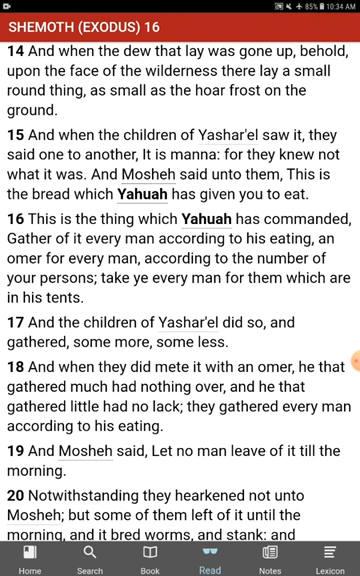 85% 10:34 AM
SHEMOTH (EXODUS) 16
14 And when the dew that lay was gone up, behold,
upon the face of the wilderness there lay a small
round thing, as small as the hoar frost on the
ground.
15 And when the children of Yashar'el saw it, they
said one to another, It is manna: for they knew not
what it was. And Mosheh said unto them, This is
the bread which Yahuah has given you to eat.
16 This is the thing which Yahuah has commanded,
Gather of it every man according to his eating, an
omer for every man, according to the number of
your persons; take ye every man for them which are
in his tents.
17 And the children of Yashar'el did so, and
gathered, some more, some less.
18 And when they did mete it with an omer, he that
gathered much had nothing over, and he that
gathered little had no lack; they gathered every man
according to his eating.
19 And Mosheh said, Let no man leave of it till the
morning.
20 Notwithstanding they hearkened not unto
Mosheh; but some of them left of it until the
morning, and it bred worms, and stank: and
Home Search Book Read Notes Lexicon